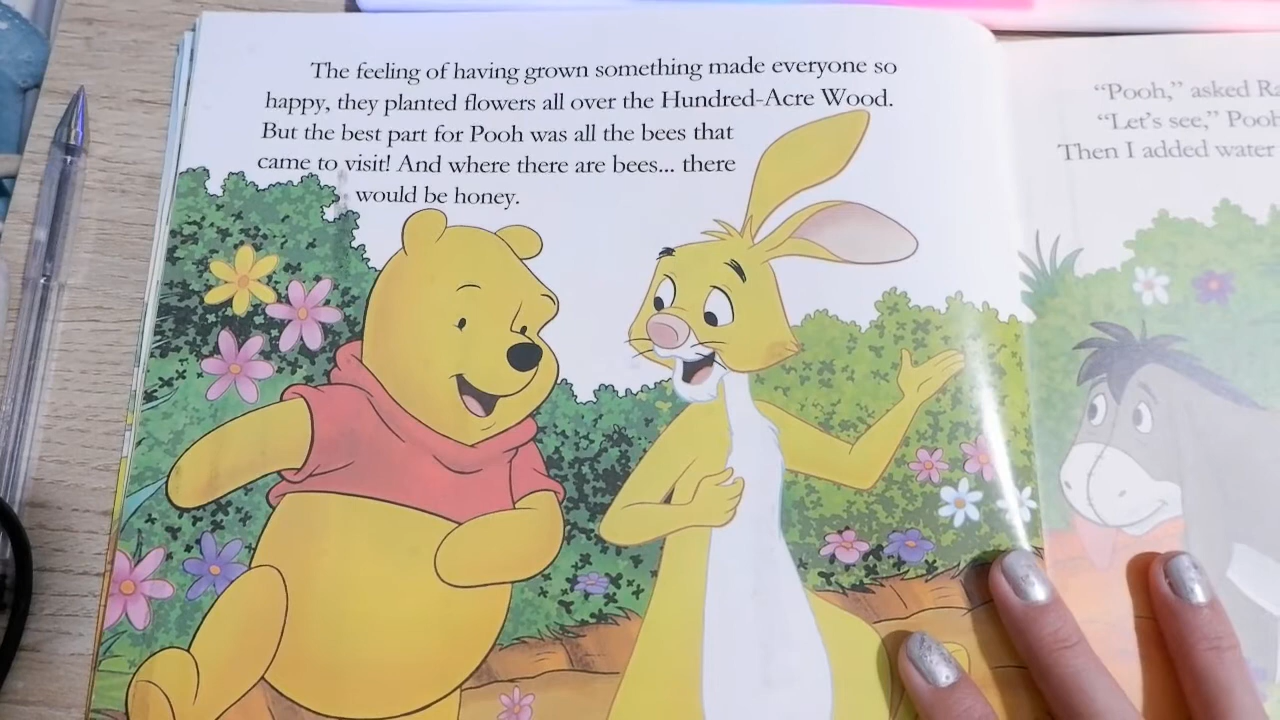 The feeling of having grown something made everyone so
happy, they planted flowers all over the Hundred-Acre Wood.
But the best part for Pooh was all the bees that
came to visit! And where there are bees... there
would be honey.
“Pooh,” asked
“Let’s see,” Pooh
Then I added water